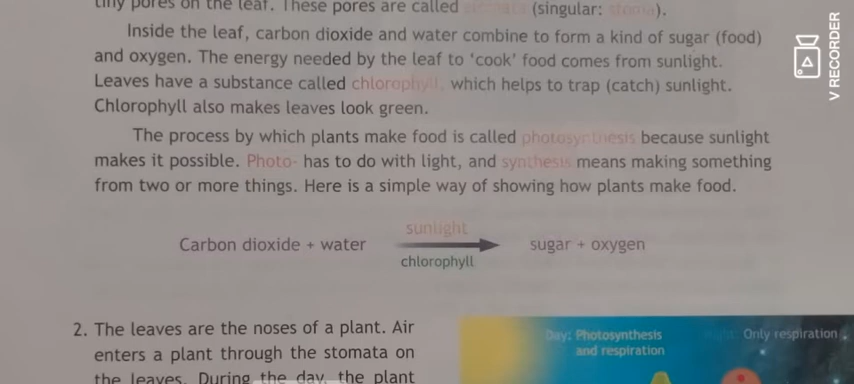 tiny pores on the leaf. These pores are called (singular: ).
Inside the leaf, carbon dioxide and water combine to form a kind of sugar (food)
and oxygen. The energy needed by the leaf to ‘cook’ food comes from sunlight.
Leaves have a substance called chlorophyll, which helps to trap (catch) sunlight.
Chlorophyll also makes leaves look green.
The process by which plants make food is called photosynthesis because sunlight
makes it possible. Photo- has to do with light, and synthesis means making something
from two or more things. Here is a simple way of showing how plants make food.
sunlight
Carbon dioxide + water sugar + oxygen
chlorophyll
2. The leaves are the noses of a plant. Air
enters a plant through the stomata on
the leaves. During the day, the plant
Day: Photosynthesis
and respiration
Only respiration
V RECORDER